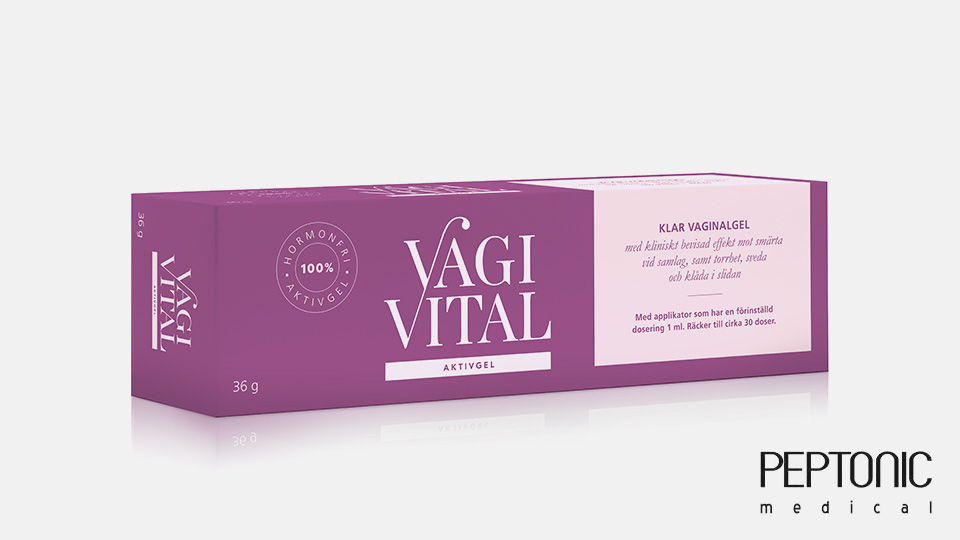 36 g
VAGI
VITAL
AKTIVGEL
HORMONFRI
100%
AKTIVGEL
VAGI
VITAL
AKTIVGEL
36 g
KLAR VAGINALGEL
med kliniskt bevisad effekt mot smärta
vid samlag, samt torrhet, sveda
och klåda i slidan
Med applikator som har en förinställd
dosering 1 ml. Räcker till cirka 30 doser.
PEPTONIC
medical